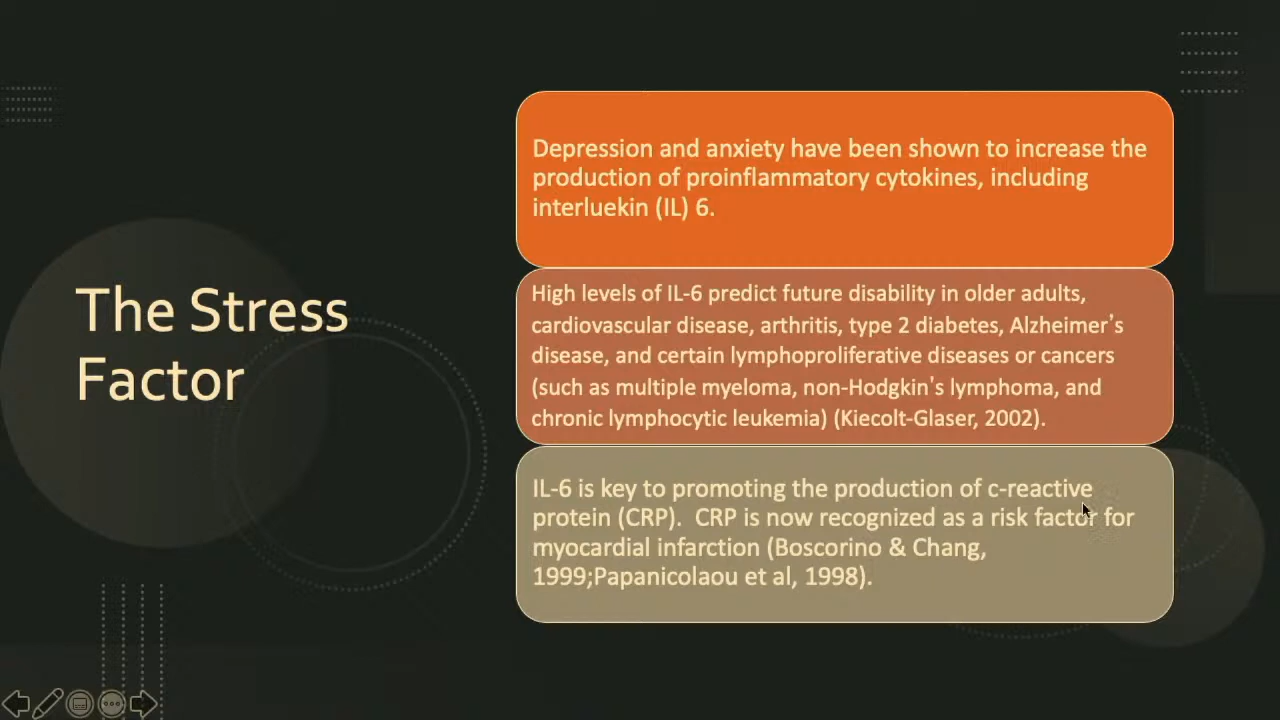 The Stress
Factor
Depression and anxiety have been shown to increase the
production of proinflammatory cytokines, including
interluekin (IL) 6.
High levels of IL-6 predict future disability in older adults,
cardiovascular disease, arthritis, type 2 diabetes, Alzheimer’s
disease, and certain lymphoproliferative diseases or cancers
(such as multiple myeloma, non-Hodgkin's lymphoma, and
chronic lymphocytic leukemia) (Kiecolt-Glaser, 2002).
IL-6 is key to promoting the production of c-reactive
protein (CRP).  CRP is now recognized as a risk factor for
myocardial infarction (Boscorino & Chang,
1999;Papanicolaou et al, 1998).